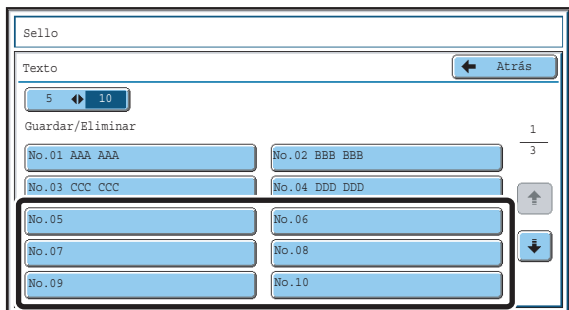 Sello
Texto
Atrás
5 10
Guardar/Eliminar
1
3
No.01 AAA AAA No.02 BBB BBB
No.03 CCC CCC No.04 DDD DDD
No.05 No.06
No.07 No.08
No.09 No.10